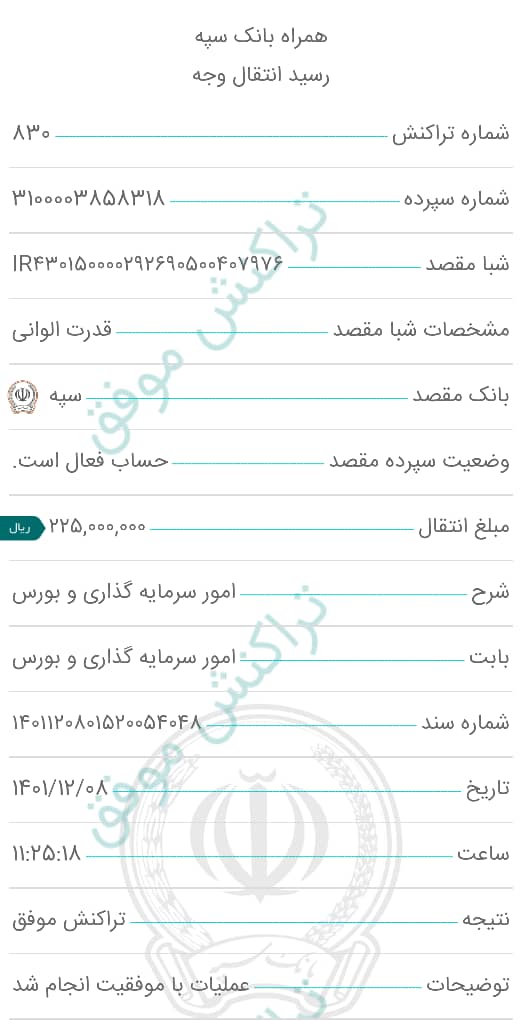 همراه بانک سپه
رسید انتقال وجه
شماره تراکنش ۸۳۰
شماره سپرده ۳۱۰۰۰۰۳۸۵۸۳۱۸
شبا مقصد IR۴۳۰۱۵۰۰۰۰۲۹۲۶۹۰۵۰۰۴۰۷۹۷۶
مشخصات شبا مقصد قدرت الوانی
بانک مقصد سپه
وضعیت سپرده مقصد حساب فعال است.
مبلغ انتقال ۲۲۵,۰۰۰,۰۰۰ ریال
شرح امور سرمایه گذاری و بورس
بابت امور سرمایه گذاری و بورس
شماره سند ۱۴۰۱۱۲۰۸۰۱۵۲۰۰۵۴۰۴۸
تاریخ ۱۴۰۱/۱۲/۰۸
ساعت ۱۱:۲۵:۱۸
نتیجه تراکنش موفق
توضیحات عملیات با موفقیت انجام شد
تراکنش موفق
تراکنش موفق
بانک سپه